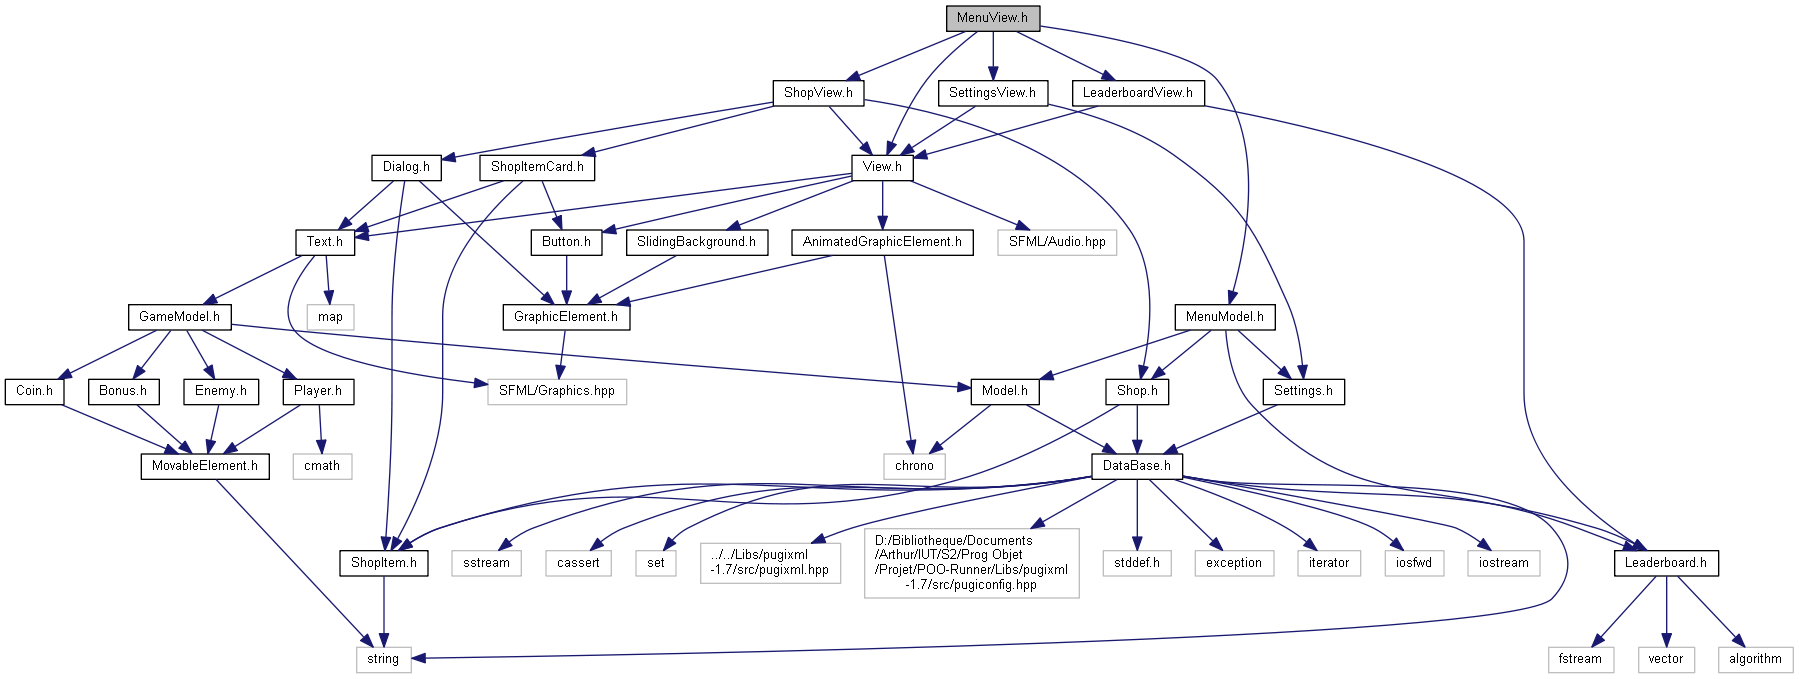 MenuView.h
ShopView.h
SettingsView.h
LeaderboardView.h
Dialog.h
ShopItemCard.h
View.h
Text.h
Button.h
SlidingBackground.h
AnimatedGraphicElement.h
SFML/Audio.hpp
GameModel.h
map
GraphicElement.h
MenuModel.h
Coin.h
Bonus.h
Enemy.h
Player.h
SFML/Graphics.hpp
Model.h
Shop.h
Settings.h
MovableElement.h
cmath
chrono
DataBase.h
ShopItem.h
sstream
cassert
set
../../Libs/pugixml
-1.7/src/pugixml.hpp
D:/Bibliotheque/Documents
/Arthur/IUT/S2/Prog Objet
/Projet/POO-Runner/Libs/pugixml
-1.7/src/pugiconfig.hpp
stddef.h
exception
iterator
iosfwd
iostream
Leaderboard.h
string
fstream
vector
algorithm